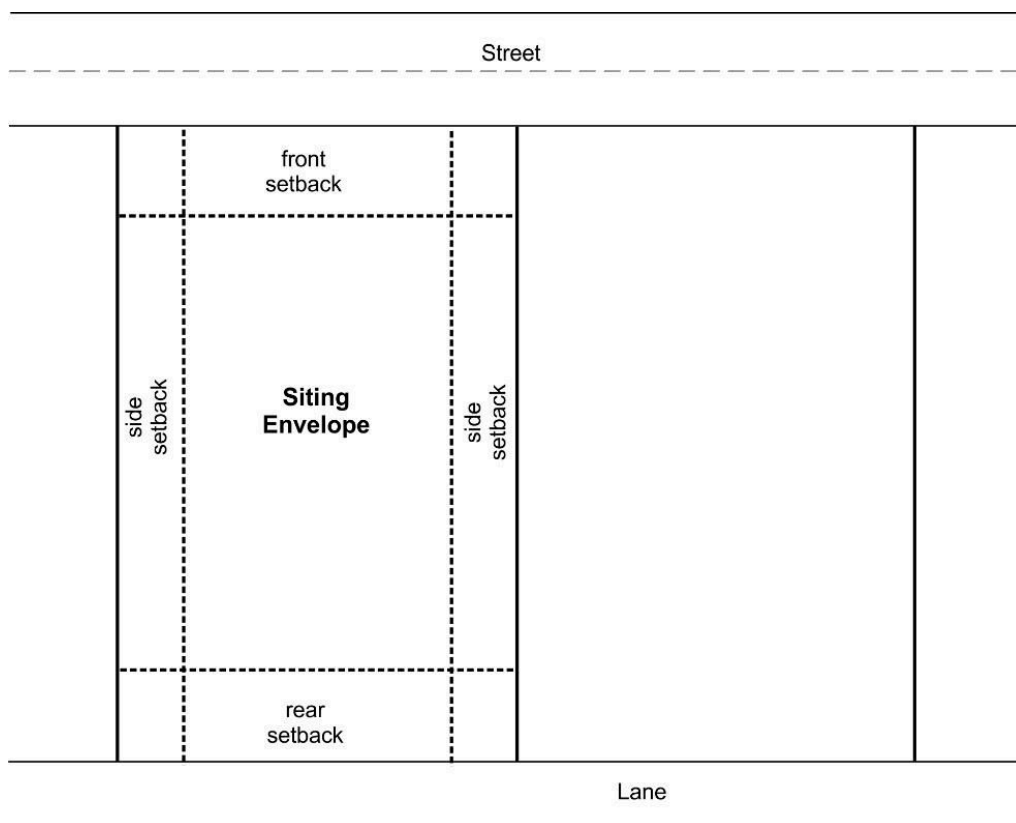 Street
front
setback
side
setback
Siting
Envelope
side
setback
rear
setback
Lane